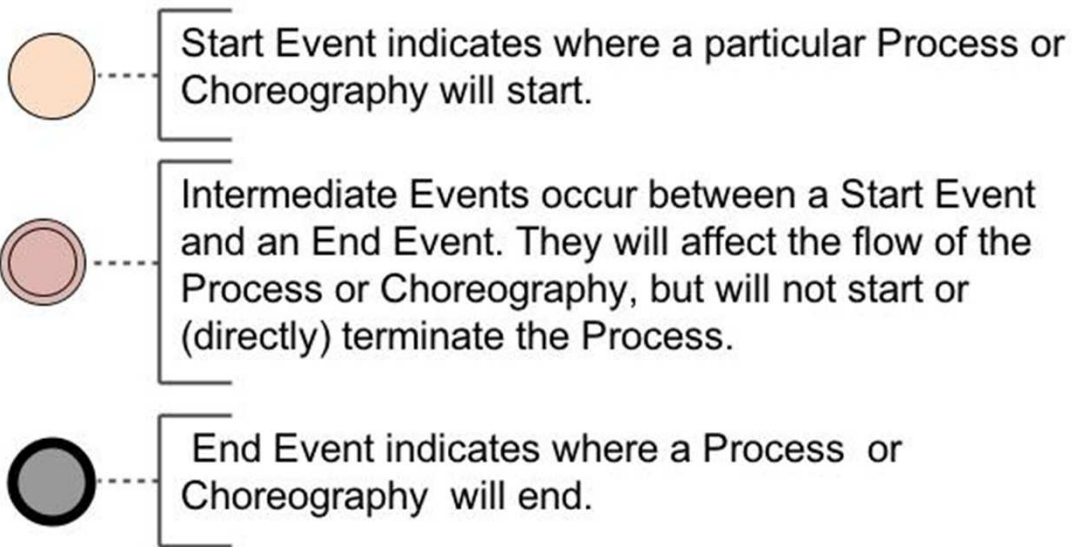 Start Event indicates where a particular Process or
Choreography will start.
Intermediate Events occur between a Start Event
and an End Event. They will affect the flow of the
Process or Choreography, but will not start or
(directly) terminate the Process.
End Event indicates where a Process  or
Choreography  will end.